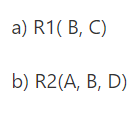 a) R1( B, C)
b) R2(A, B, D)